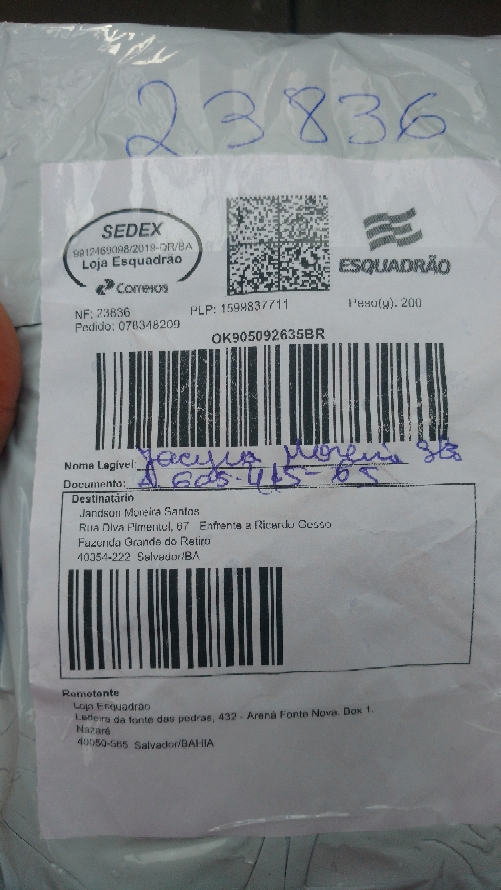 23836
SEDEX
9912469098/2019-DR/BA
Loja Esquadrão
Correios
ESQUADRÃO
NF: 23836 PLP: 1599837711 Peso(g): 200
Pedido: 078348209
OK905092635BR
Nome Legível: Jacyra Moreira
Documento:
Destinatário
Jandson Moreira Santos
Rua Diva Pimentel, 67 Enfrente a Ricardo Gesso
Fazenda Grande do Retiro
40354-222 Salvador/BA
Remetente
Loja Esquadrão
Ladeira da fonte das pedras, 432 - Arena Fonte Nova. Box 1.
Nazaré
40050-565 Salvador/BAHIA